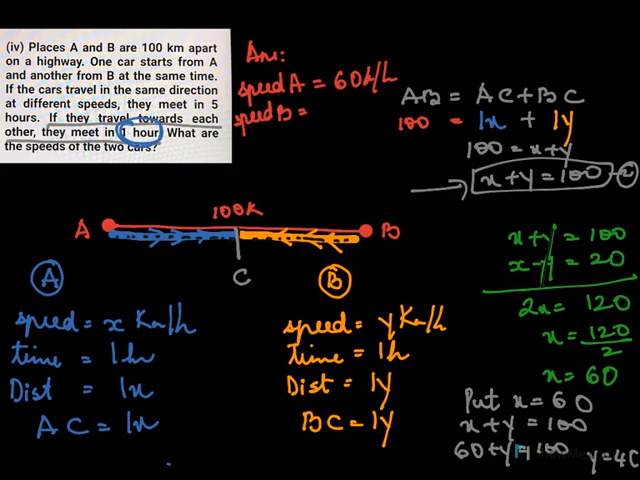 (iv) Places A and B are 100 km apart
on a highway. One car starts from A
and another from B at the same time.
If the cars travel in the same direction
at different speeds, they meet in 5
hours. If they travel towards each
other, they meet in 1 hour. What are
the speeds of the two cars?
Ans:
speed A = 60k/h
speed B =
AB = AC + BC
100 = 1x + 1y
100 = x+y
x+y = 100 2
A 100K B
C
A
speed = x Km/h
time = 1hr
Dist = 1x
AC = 1x
B
speed = y Km/h
time = 1h
Dist = 1y
BC = 1y
x+y = 100
x-y = 20
2x = 120
x = 120
2
x = 60
Put x = 60
x+y = 100
60+y = 100 y=40